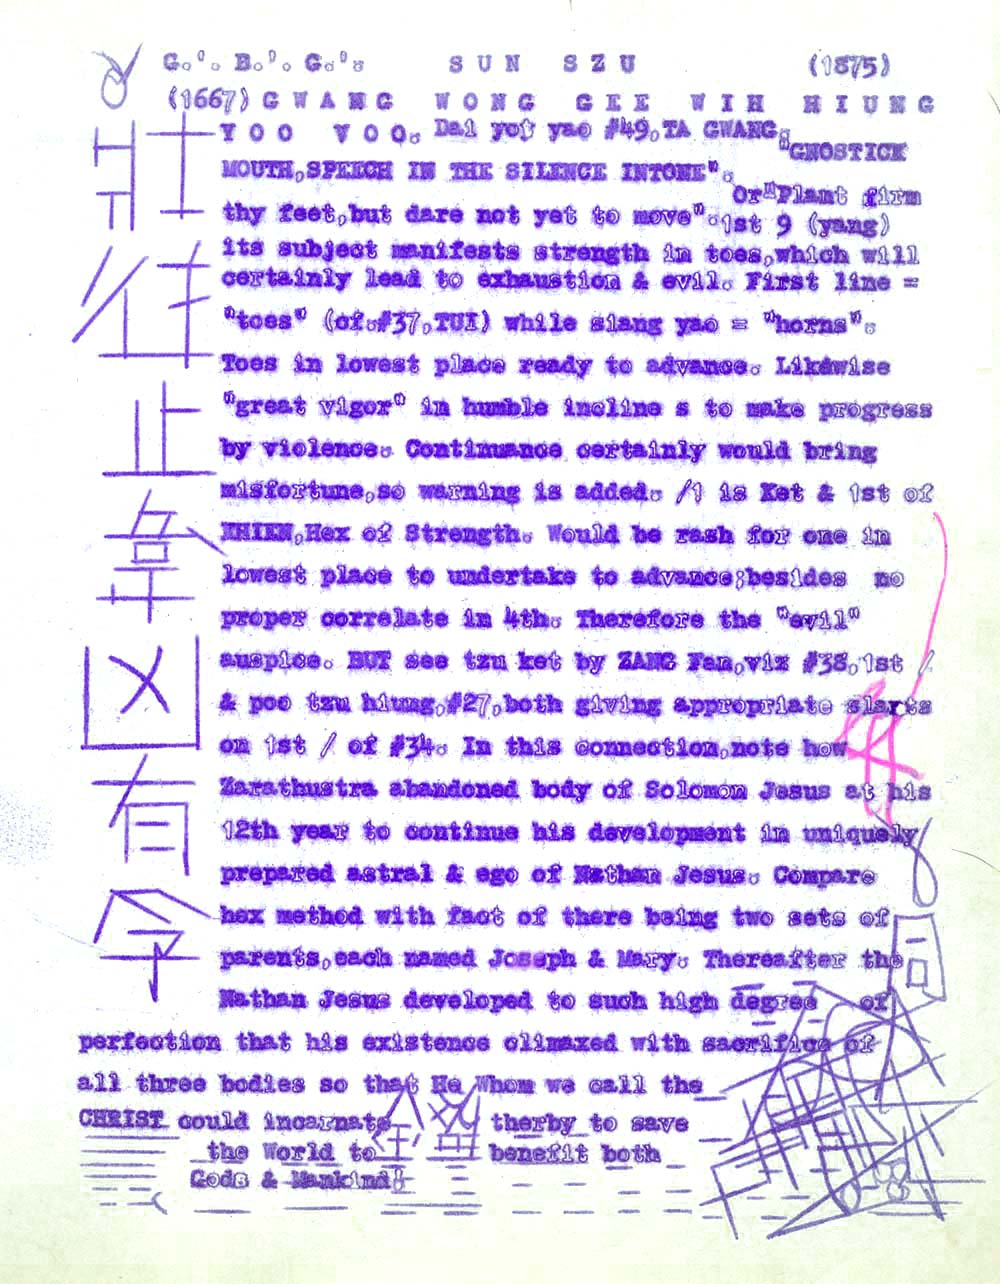 G.'. B.'. G.'. SUN SZU (1875)
(1667) GWANG WONG GEE WIH HIUNG
YOO VOO. Dai yoy yao #49,TA GWANG.
"GNOSTICK
MOUTH,SPEECH IN THE SILENCE INTONE".
Or"Plant firm
thy feet,but dare not yet to move".1st 9 (yang)
its subject manifests strength in toes,which will
certainly lead to exhaustion & evil. First line =
"toes" (of.#37,TUI) while slang yao = "horns".
Toes in lowest place ready to advance. Likewise
"great vigor" in humble incline s to make progress
by violence. Continuance certainly would bring
misfortune,so warning is added. /1 is Ket & 1st of
KHIEN,Hex of Strength. Would be rash for one in
lowest place to undertake to advance;besides no
proper correlate in 4th. Therefore the "evil"
auspice. BUT see tzu ket by ZANG Fan,viz #38,1st /
& poo tzu hiung,#27,both giving appropriate slarts
on 1st / of #34. In this connection,note how
Zarathustra abandoned body of Solomon Jesus at his
12th year to continue his development in uniquely
prepared astral & ego of Nathan Jesus. Compare
hex method with fact of there being two sets of
parents,each named Joseph & Mary. Thereafter the
Nathan Jesus developed to such high degree of
perfection that his existence climaxed with sacrifice of
all three bodies so that He Whom we call the
CHRIST could incarnate therby to save
the World to benefit both
Gods & Mankind!
壯
止
凶
有